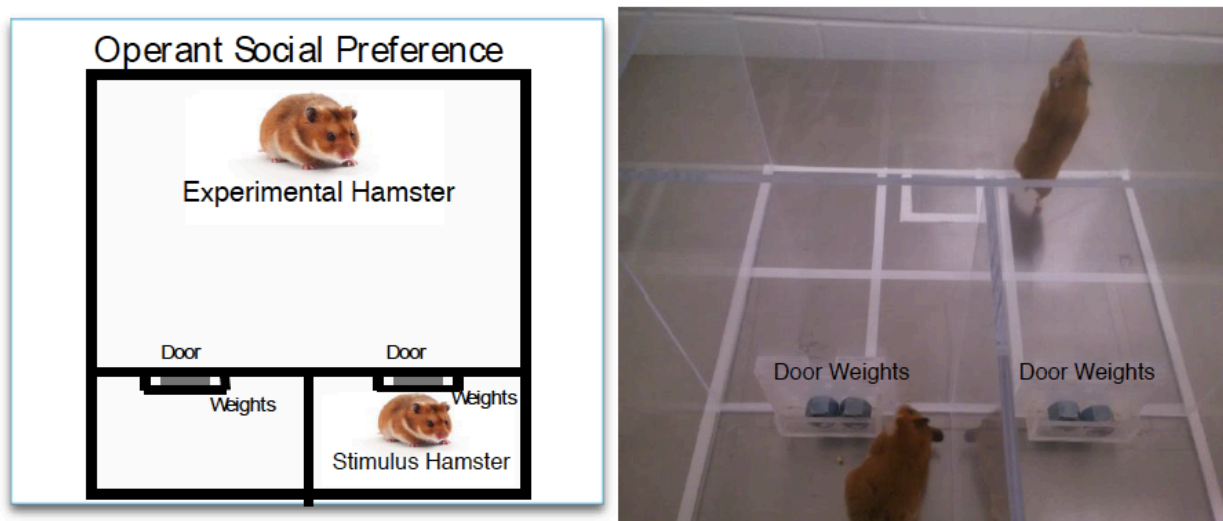 Operant Social Preference
Experimental Hamster
Door
Door
Weights
Weights
Stimulus Hamster
Door Weights
Door Weights